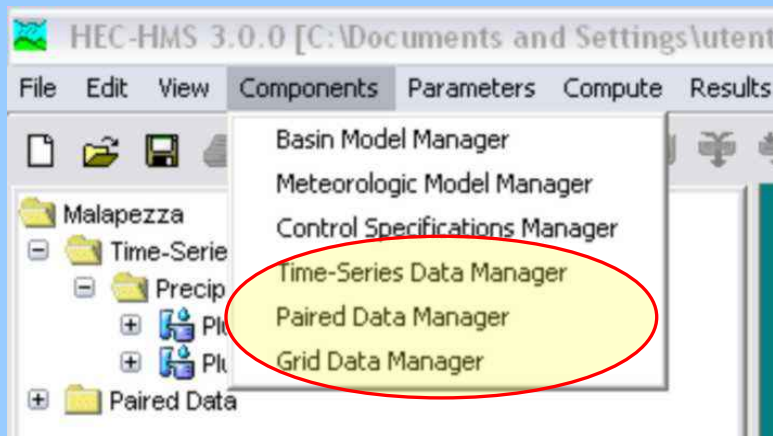 HEC-HMS 3.0.0 [C:\Documents and Settings\utent
File Edit View Components Parameters Compute Results
Basin Model Manager
Meteorologic Model Manager
Control Specifications Manager
Time-Series Data Manager
Paired Data Manager
Grid Data Manager
Malapezza
Time-Serie
Precip
Plu
Plu
Paired Data